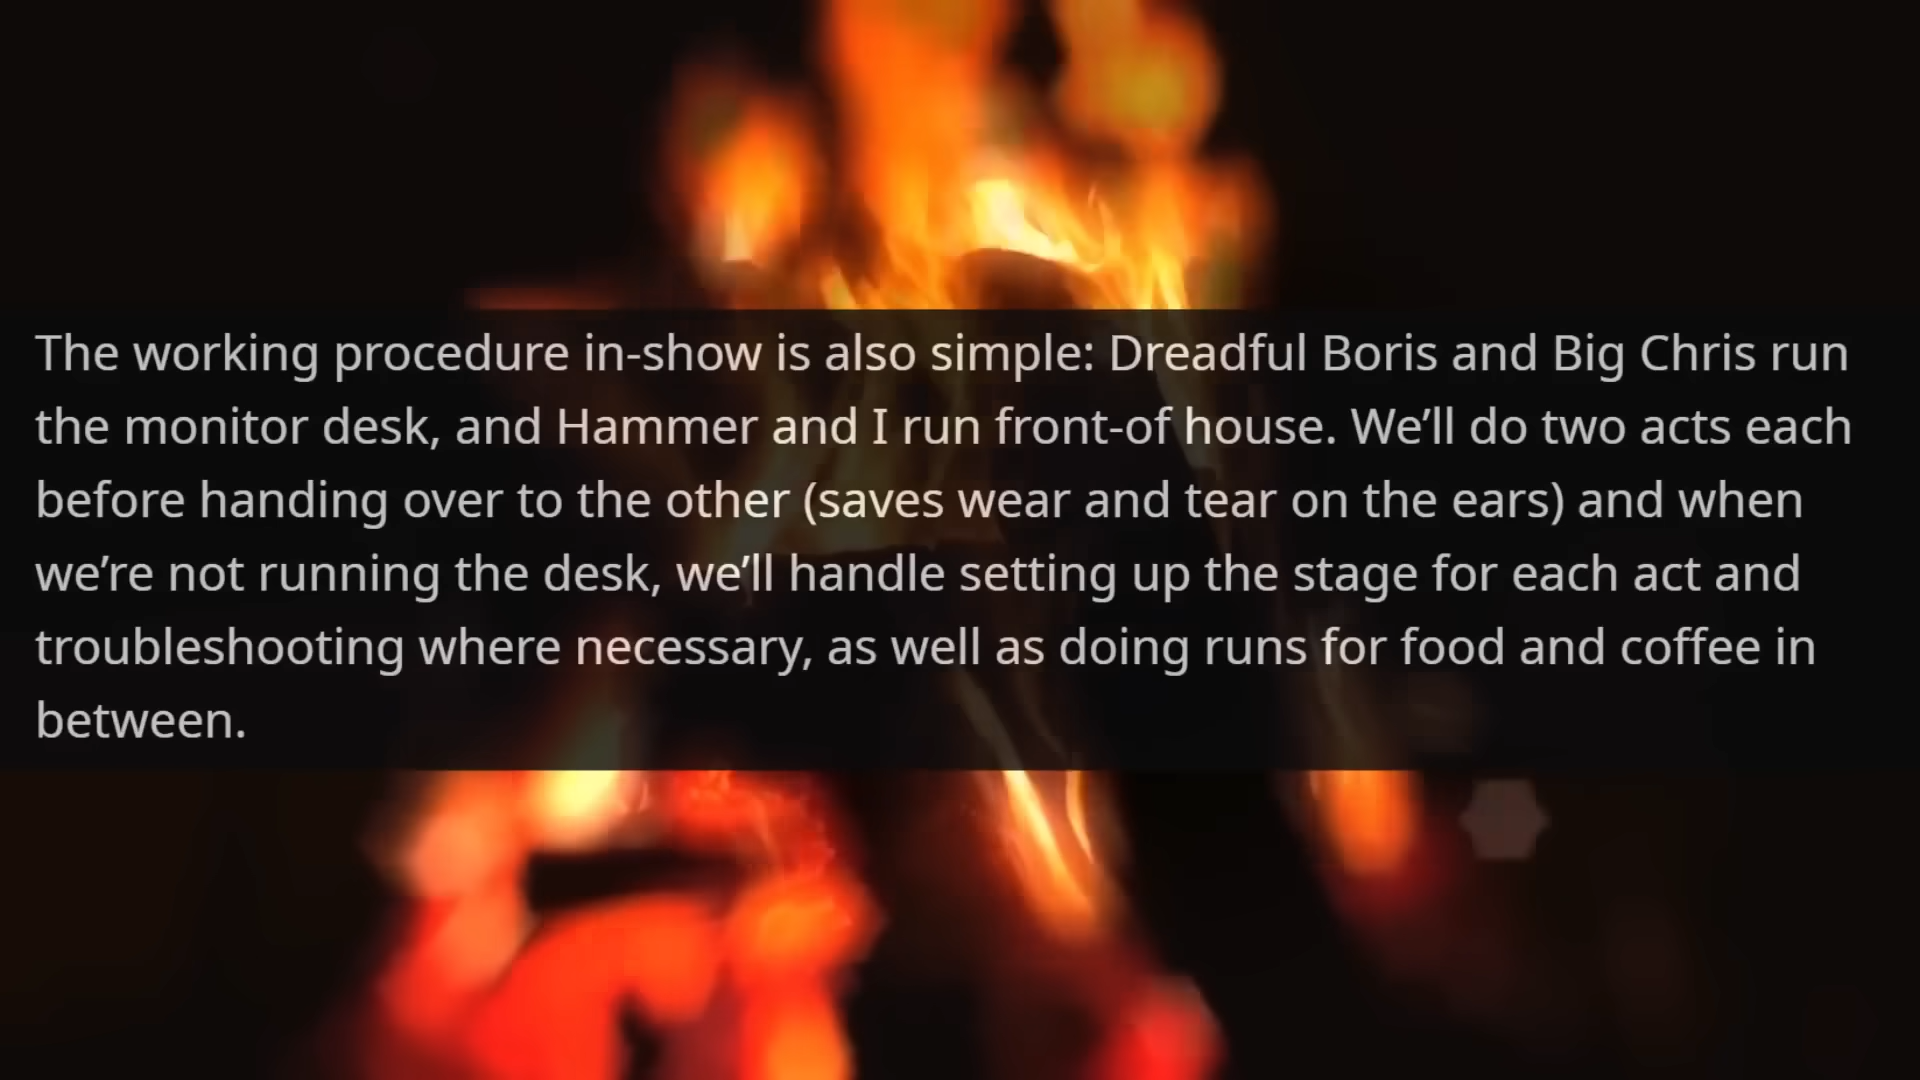 The working procedure in-show is also simple: Dreadful Boris and Big Chris run
the monitor desk, and Hammer and I run front-of house. We’ll do two acts each
before handing over to the other (saves wear and tear on the ears) and when
we’re not running the desk, we’ll handle setting up the stage for each act and
troubleshooting where necessary, as well as doing runs for food and coffee in
between.